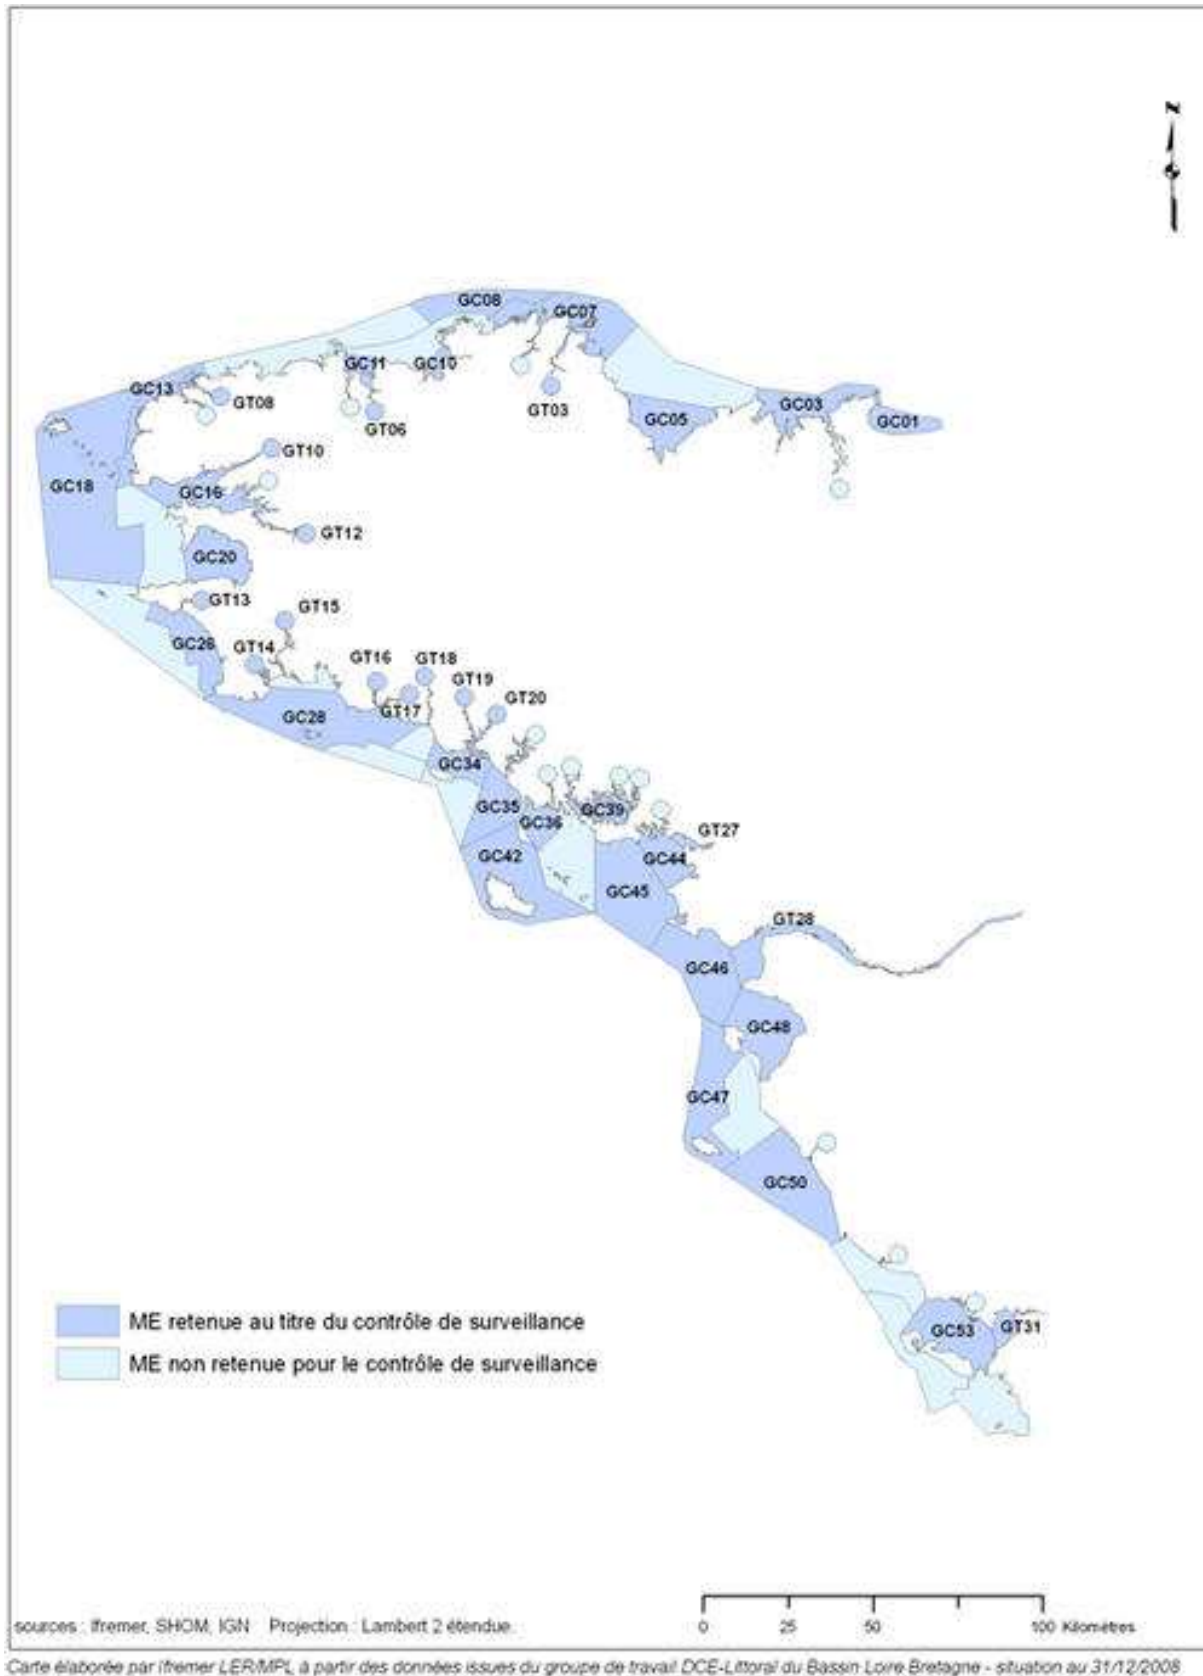 N
GC08
GC07
GC11
GC10
GC13
GT08
GC03
GT03
GT06
GC05
GC01
GT10
GC18
GC16
GT12
GC20
GT13
GT15
GC26
GT14
GT16
GT18
GT19
GT20
GT17
GC28
GC34
GC35
GC39
GC36
GT27
GC42
GC44
GC45
GT28
GC46
GC48
GC47
GC50
GC53
GT31
ME retenue au titre du contrôle de surveillance
ME non retenue pour le contrôle de surveillance
sources : Ifremer, SHOM, IGN Projection : Lambert 2 étendue.
0 25 50 100 Kilomètres
Carte élaborée par Ifremer LER/MPL à partir des données issues du groupe de travail DCE-Littoral du Bassin Loire Bretagne - situation au 31/12/2008